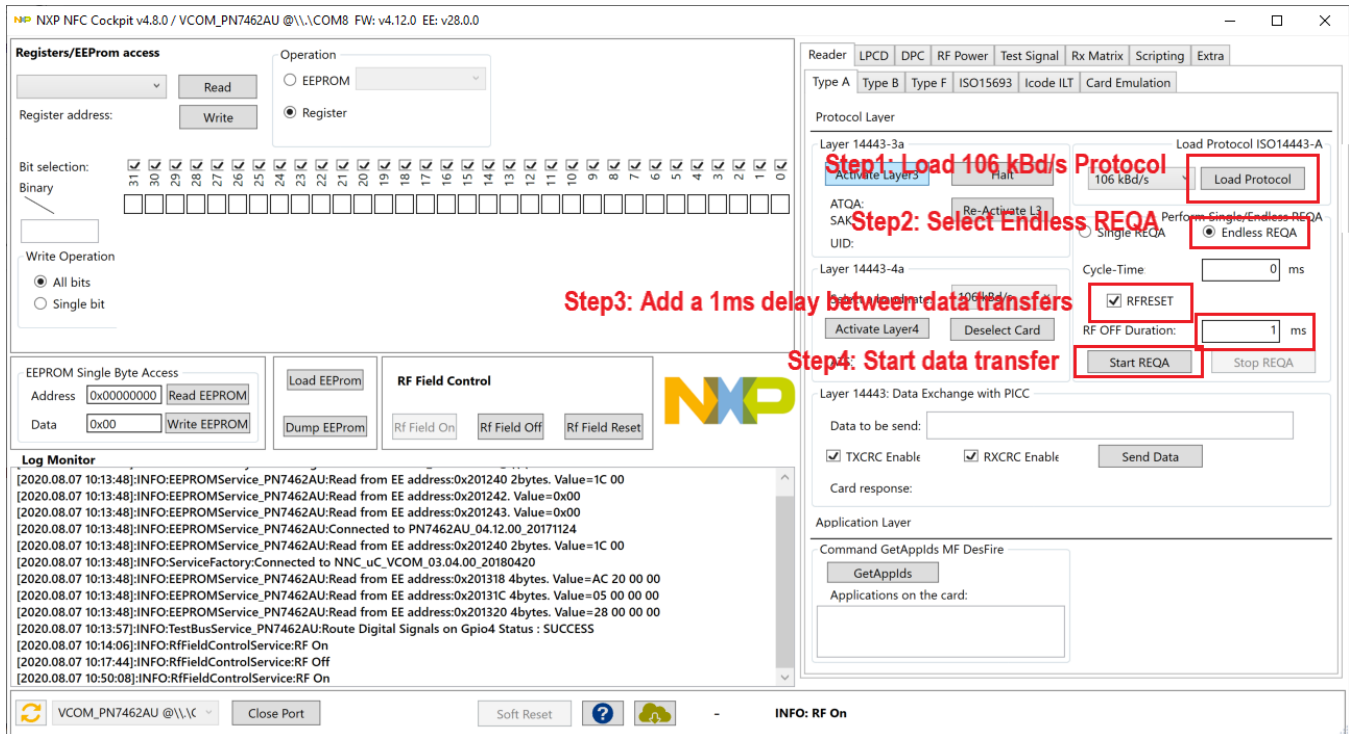 NXP NFC Cockpit v4.8.0 / VCOM_PN7462AU @\\.\COM8 FW: v4.12.0 EE: v28.0.0
Registers/EEProm access
Operation
EEPROM
Read
Register address:
Write
Register
Bit selection:
31 30 29 28 27 26 25 24 23 22 21 20 19 18 17 16 15 14 13 12 11 10 9 8 7 6 5 4 3 2 1 0
Binary
Write Operation
All bits
Single bit
EEPROM Single Byte Access
Address 0x00000000 Read EEPROM
Data 0x00 Write EEPROM
Load EEProm
Dump EEProm
RF Field Control
Rf Field On Rf Field Off Rf Field Reset
NXP
Log Monitor
[2020.08.07 10:13:48]:INFO:EEPROMService_PN7462AU:Read from EE address:0x201240 2bytes. Value=1C 00
[2020.08.07 10:13:48]:INFO:EEPROMService_PN7462AU:Read from EE address:0x201242. Value=0x00
[2020.08.07 10:13:48]:INFO:EEPROMService_PN7462AU:Read from EE address:0x201243. Value=0x00
[2020.08.07 10:13:48]:INFO:EEPROMService_PN7462AU:Connected to PN7462AU_04.12.00_20171124
[2020.08.07 10:13:48]:INFO:EEPROMService_PN7462AU:Read from EE address:0x201240 2bytes. Value=1C 00
[2020.08.07 10:13:48]:INFO:ServiceFactory:Connected to NNC_uC_VCOM_03.04.00_20180420
[2020.08.07 10:13:48]:INFO:EEPROMService_PN7462AU:Read from EE address:0x201318 4bytes. Value=AC 20 00 00
[2020.08.07 10:13:48]:INFO:EEPROMService_PN7462AU:Read from EE address:0x20131C 4bytes. Value=05 00 00 00
[2020.08.07 10:13:48]:INFO:EEPROMService_PN7462AU:Read from EE address:0x201320 4bytes. Value=28 00 00 00
[2020.08.07 10:13:57]:INFO:TestBusService_PN7462AU:Route Digital Signals on Gpio4 Status : SUCCESS
[2020.08.07 10:14:06]:INFO:RfFieldControlService:RF On
[2020.08.07 10:17:44]:INFO:RfFieldControlService:RF Off
[2020.08.07 10:50:08]:INFO:RfFieldControlService:RF On
Reader LPCD DPC RF Power Test Signal Rx Matrix Scripting Extra
Type A Type B Type F ISO15693 Icode ILT Card Emulation
Protocol Layer
Layer 14443-3a
Load Protocol ISO14443-A
Step1: Load 106 kBd/s Protocol
Activate Layer3 Halt
106 kBd/s Load Protocol
ATQA:
SAK:
Re-Activate L3
UID:
Step2: Select Endless REQA
Perform Single/Endless REQA
Single REQA Endless REQA
Layer 14443-4a
Cycle-Time 0 ms
106 kBd/s
Step3: Add a 1ms delay between data transfers
RFRESET
Activate Layer4 Deselect Card
RF OFF Duration: 1 ms
Step4: Start data transfer
Start REQA Stop REQA
Layer 14443: Data Exchange with PICC
Data to be send:
TXCRC Enable RXCRC Enable Send Data
Card response:
Application Layer
Command GetAppIds MF DesFire
GetAppIds
Applications on the card:
VCOM_PN7462AU @\\.\C Close Port Soft Reset ? - INFO: RF On